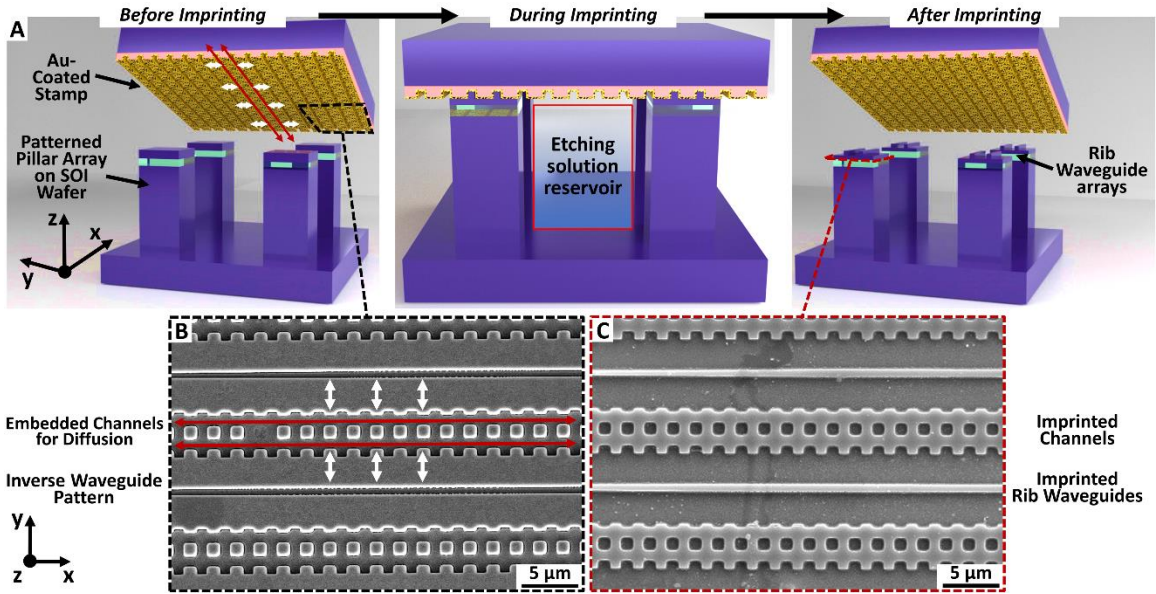 Before Imprinting
During Imprinting
After Imprinting
A
Au-
Coated
Stamp
Patterned
Pillar Array
on SOI
Wafer
z
x
y
Etching
solution
reservoir
Rib
Waveguide
arrays
B
C
Embedded Channels
for Diffusion
Inverse Waveguide
Pattern
Imprinted
Channels
Imprinted
Rib Waveguides
y
z
x
5 μm
5 μm